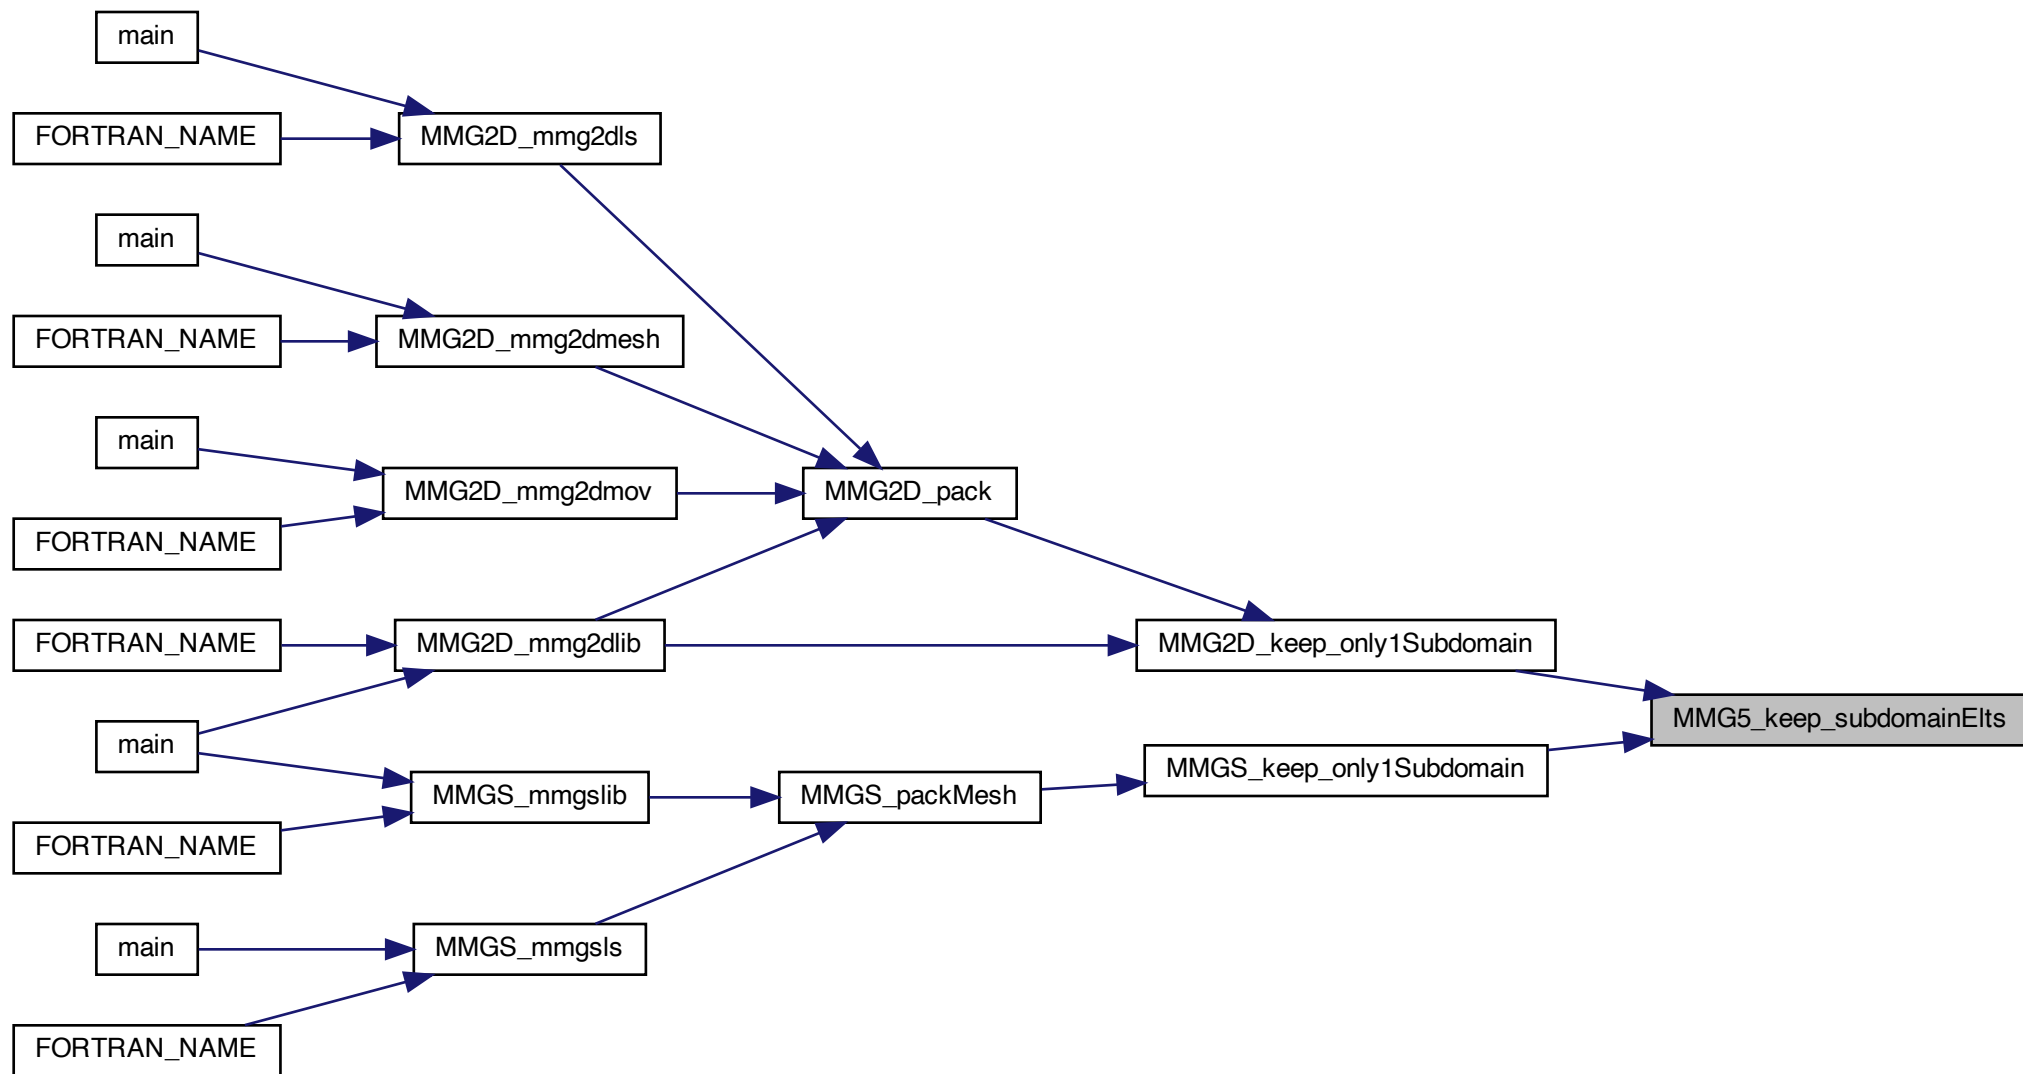 main
FORTRAN_NAME
MMG2D_mmg2dls
main
FORTRAN_NAME
MMG2D_mmg2dmesh
main
MMG2D_mmg2dmov
MMG2D_pack
FORTRAN_NAME
FORTRAN_NAME
MMG2D_mmg2dlib
MMG2D_keep_only1Subdomain
MMG5_keep_subdomainElts
main
MMGS_keep_only1Subdomain
MMGS_mmgslib
MMGS_packMesh
FORTRAN_NAME
main
MMGS_mmgsls
FORTRAN_NAME